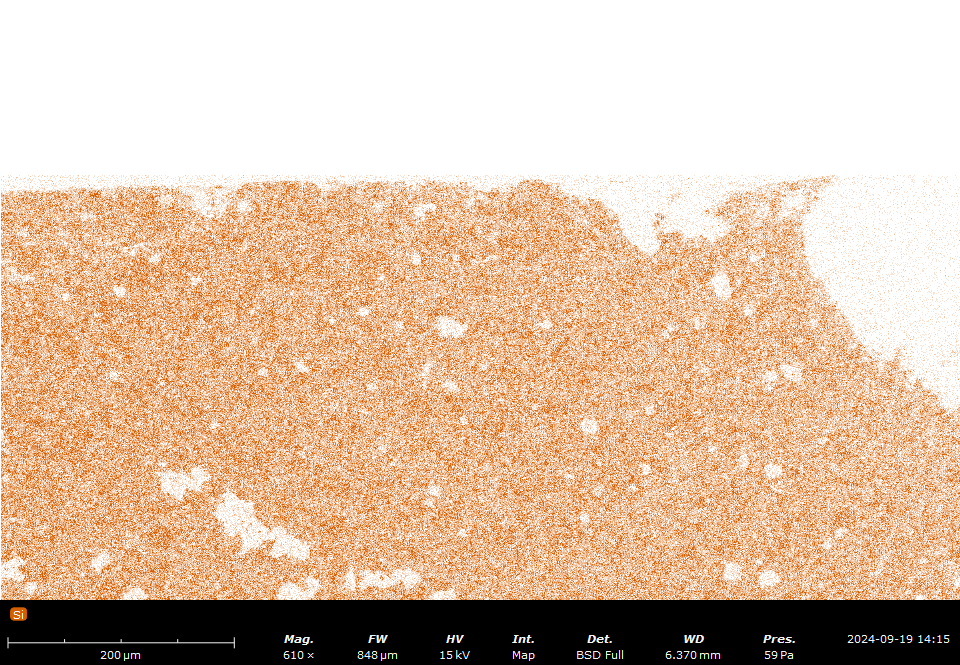 Si
Mag. FW HV Int. Det. WD Pres. 2024-09-19 14:15
200 µm 610 x 848 µm 15 kV Map BSD Full 6.370 mm 59 Pa